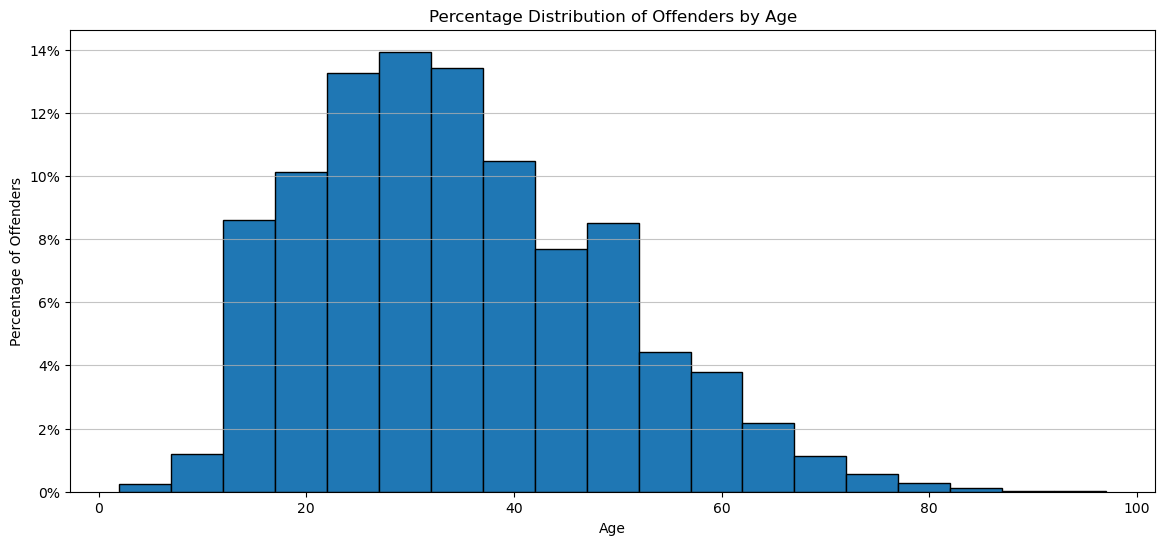 Percentage Distribution of Offenders by Age
14%
12%
10%
8%
6%
4%
2%
0%
Percentage of Offenders
0 20 40 60 80 100
Age